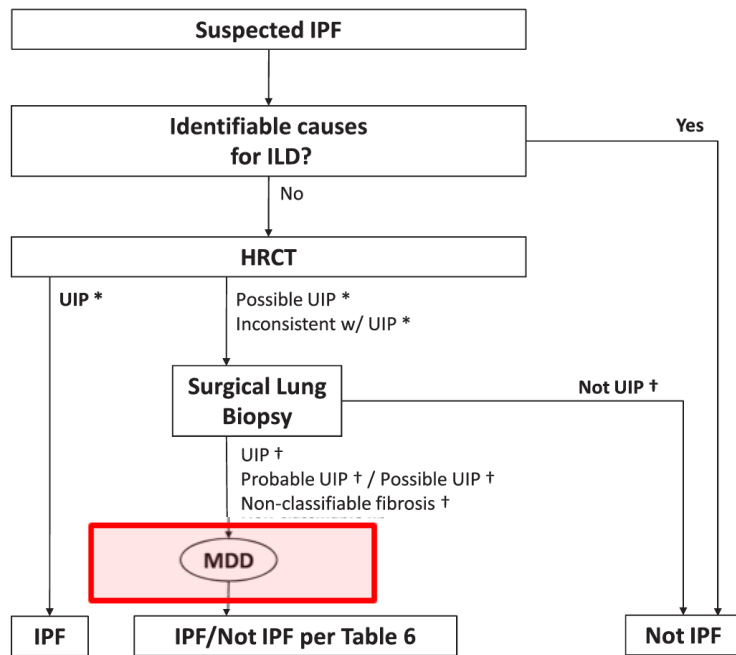 Suspected IPF
Identifiable causes
for ILD?
Yes
No
HRCT
UIP *
Possible UIP *
Inconsistent w/ UIP *
Surgical Lung
Biopsy
Not UIP †
UIP †
Probable UIP † / Possible UIP †
Non-classifiable fibrosis †
MDD
IPF
IPF/Not IPF per Table 6
Not IPF